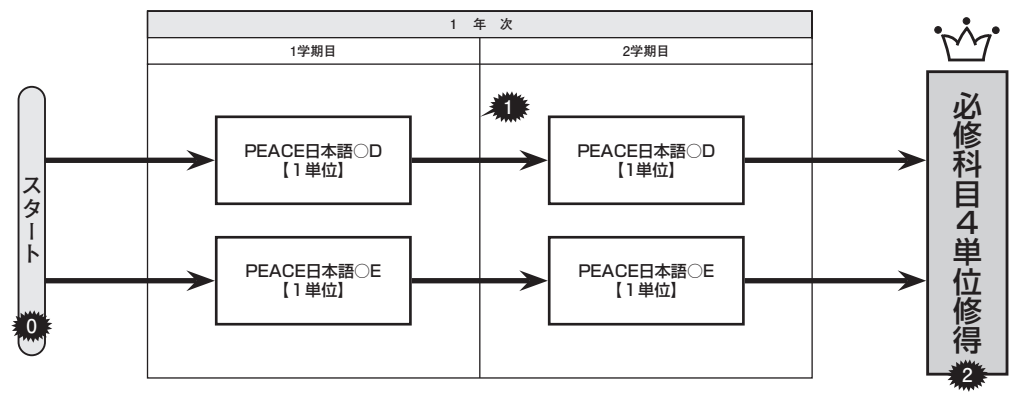 1 年 次
1学期目
2学期目
スタート
0
1
PEACE日本語○D
【1単位】
PEACE日本語○D
【1単位】
PEACE日本語○E
【1単位】
PEACE日本語○E
【1単位】
必修科目4単位修得
2